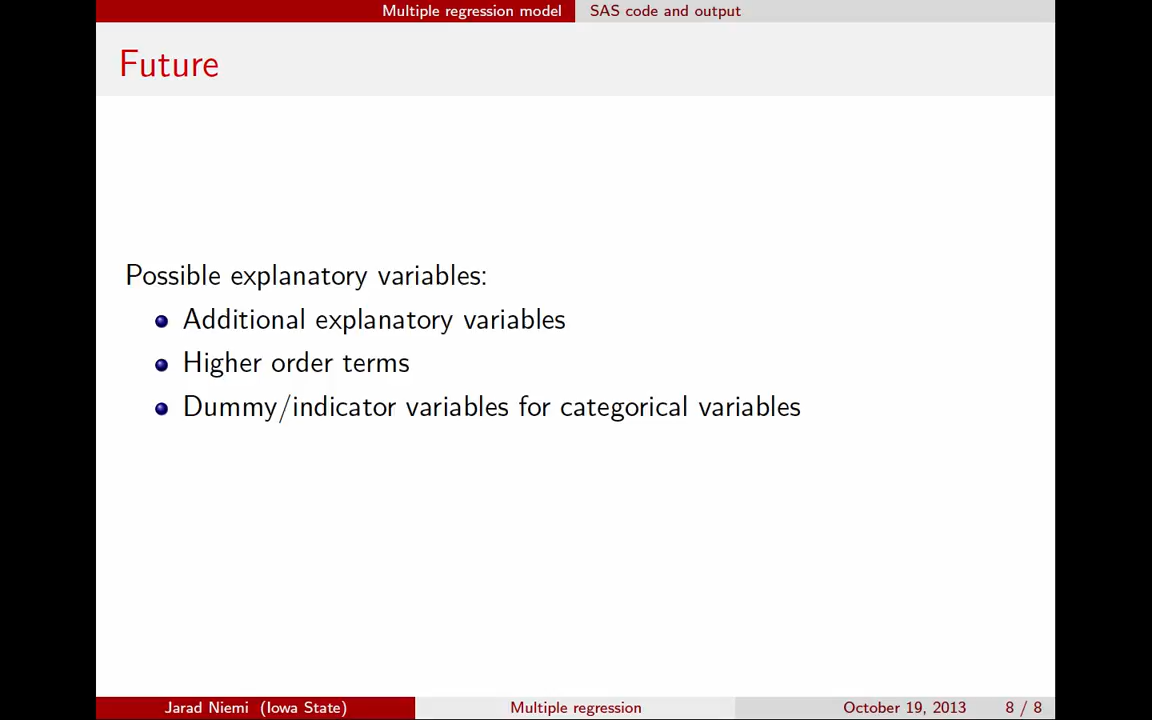 Multiple regression model SAS code and output
Future
Possible explanatory variables:
Additional explanatory variables
Higher order terms
Dummy/indicator variables for categorical variables
Jarad Niemi (Iowa State) Multiple regression October 19, 2013 8 / 8